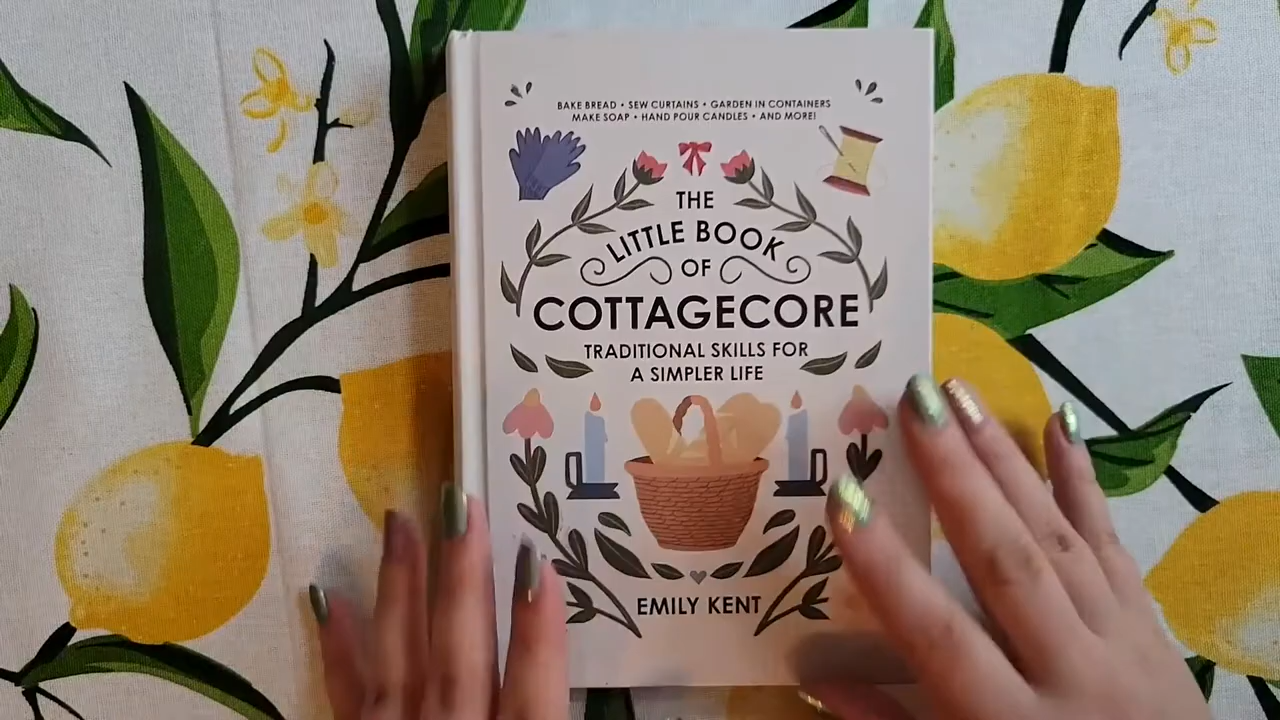 BAKE BREAD • SEW CURTAINS • GARDEN IN CONTAINERS
MAKE SOAP • HAND POUR CANDLES • AND MORE!
THE
LITTLE BOOK
OF
COTTAGECORE
TRADITIONAL SKILLS FOR
A SIMPLER LIFE
EMILY KENT